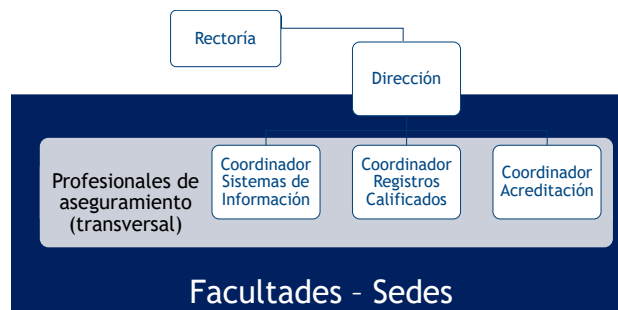 Rectoría
Dirección
Profesionales de
aseguramiento
(transversal)
Coordinador
Sistemas de
Información
Coordinador
Registros
Calificados
Coordinador
Acreditación
Facultades – Sedes